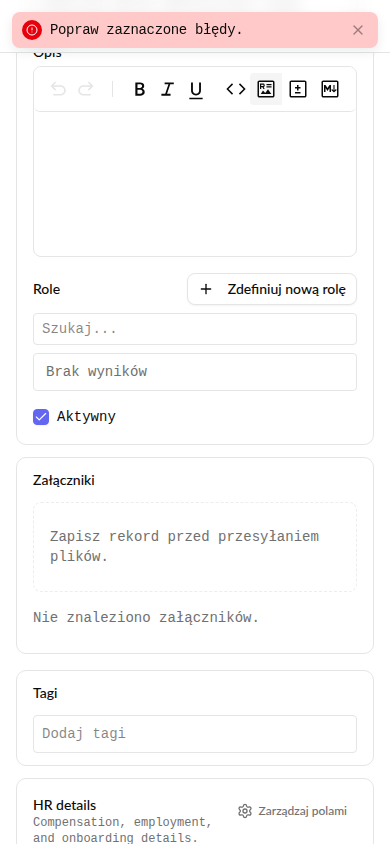 Popraw zaznaczone błędy.
Opis
B I U
Role
Zdefiniuj nową rolę
Szukaj...
Brak wyników
Aktywny
Załączniki
Zapisz rekord przed przesyłaniem
plików.
Nie znaleziono załączników.
Tagi
Dodaj tagi
HR details
Zarządzaj polami
Compensation, employment,
and onboarding details.